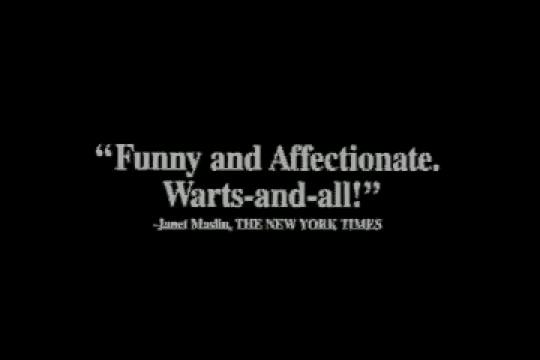 “Funny and Affectionate.
Warts-and-all!”
-Janet Maslin, THE NEW YORK TIMES